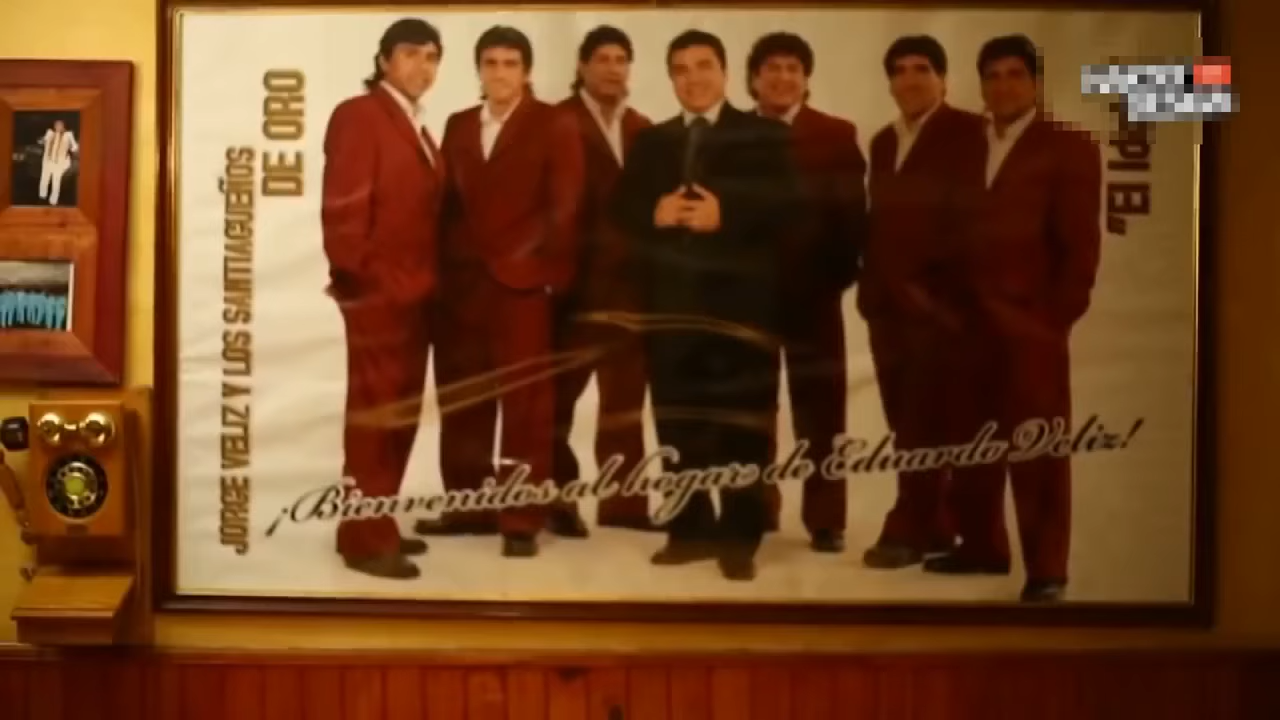 JORGE VELIZ Y LOS SANTIAGUEÑOS
DE ORO
¡Bienvenidos al hogar de Eduardo Veliz!